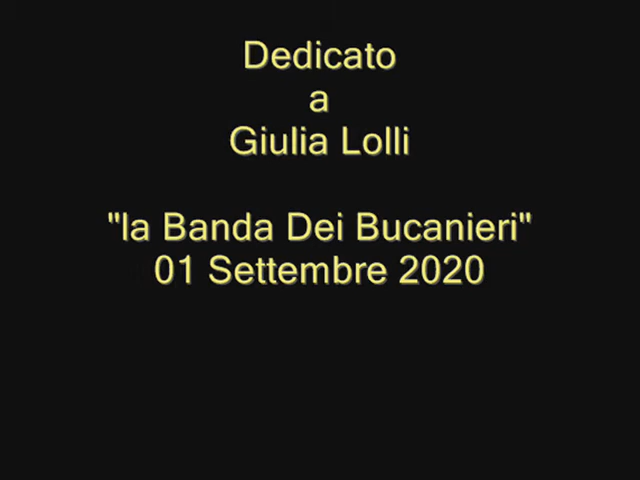 Dedicato
a
Giulia Lolli
"la Banda Dei Bucanieri"
01 Settembre 2020